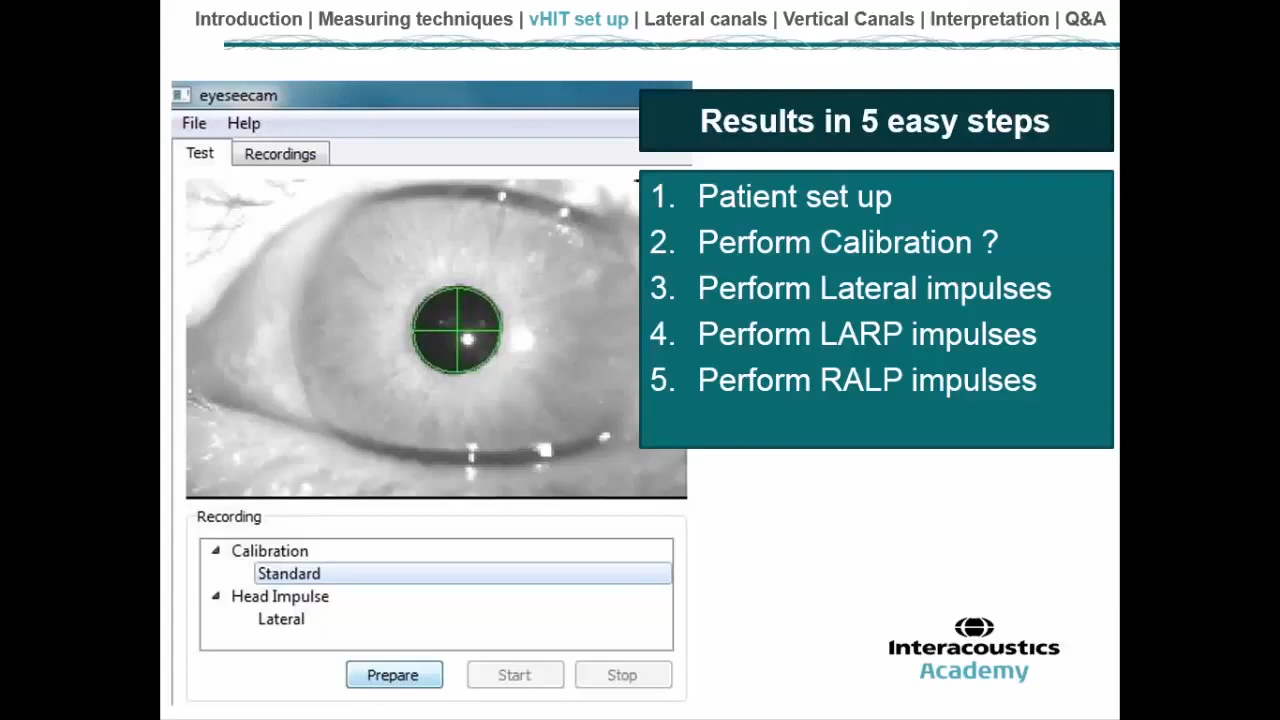 Introduction | Measuring techniques | vHIT set up | Lateral canals | Vertical Canals | Interpretation | Q&A
eyeseecam
File Help
Test Recordings
Results in 5 easy steps
1. Patient set up
2. Perform Calibration ?
3. Perform Lateral impulses
4. Perform LARP impulses
5. Perform RALP impulses
Recording
Calibration
Standard
Head Impulse
Lateral
Prepare Start Stop
Interacoustics
Academy